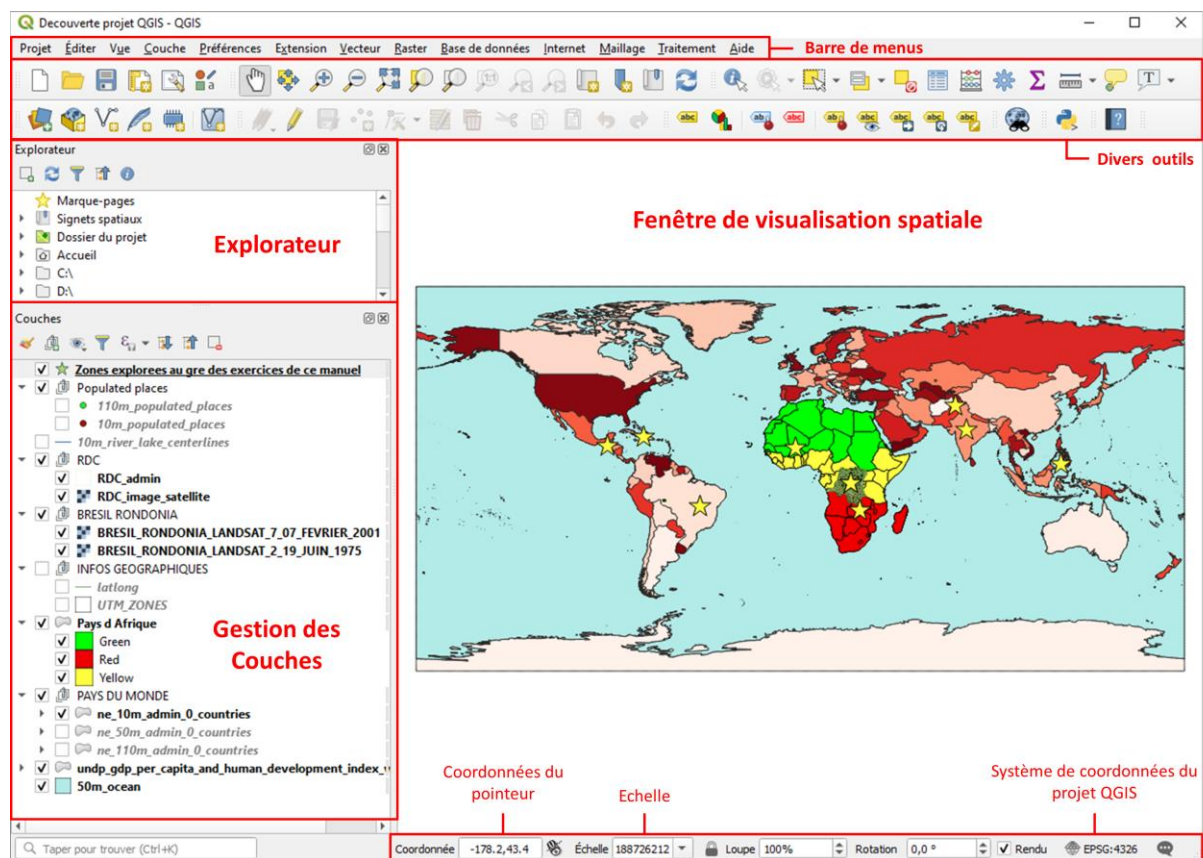 Decouverte projet QGIS - QGIS
Projet Éditer Vue Couche Préférences Extension Vecteur Raster Base de données Internet Maillage Traitement Aide
Barre de menus
Divers outils
Explorateur
Marque-pages
Signets spatiaux
Dossier du projet
Accueil
C:\
D:\
Explorateur
Fenêtre de visualisation spatiale
Couches
Zones explorees au gre des exercices de ce manuel
Populated places
110m_populated_places
10m_populated_places
10m_river_lake_centerlines
RDC
RDC_admin
RDC_image_satellite
BRESIL RONDONIA
BRESIL_RONDONIA_LANDSAT_7_07_FEVRIER_2001
BRESIL_RONDONIA_LANDSAT_2_19_JUIN_1975
INFOS GEOGRAPHIQUES
latlong
UTM_ZONES
Pays d Afrique
Green
Red
Yellow
Gestion des
Couches
PAYS DU MONDE
ne_10m_admin_0_countries
ne_50m_admin_0_countries
ne_110m_admin_0_countries
undp_gdp_per_capita_and_human_development_index_
50m_ocean
Coordonnées du
pointeur
Echelle
Système de coordonnées du
projet QGIS
Taper pour trouver (Ctrl+K)
Coordonnée -178.2,43.4 Échelle 188726212 Loupe 100% Rotation 0,0 ° Rendu EPSG:4326